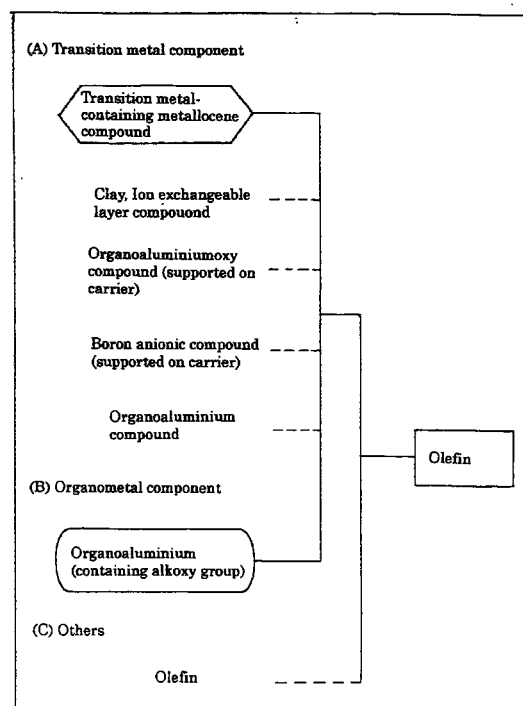 (A) Transition metal component
Transition metal-
containing metallocene
compound
Clay, Ion exchangeable
layer compouond
Organoaluminiumoxy
compound (supported on
carrier)
Boron anionic compound
(supported on carrier)
Organoaluminium
compound
Olefin
(B) Organometal component
Organoaluminium
(containing alkoxy group)
(C) Others
Olefin